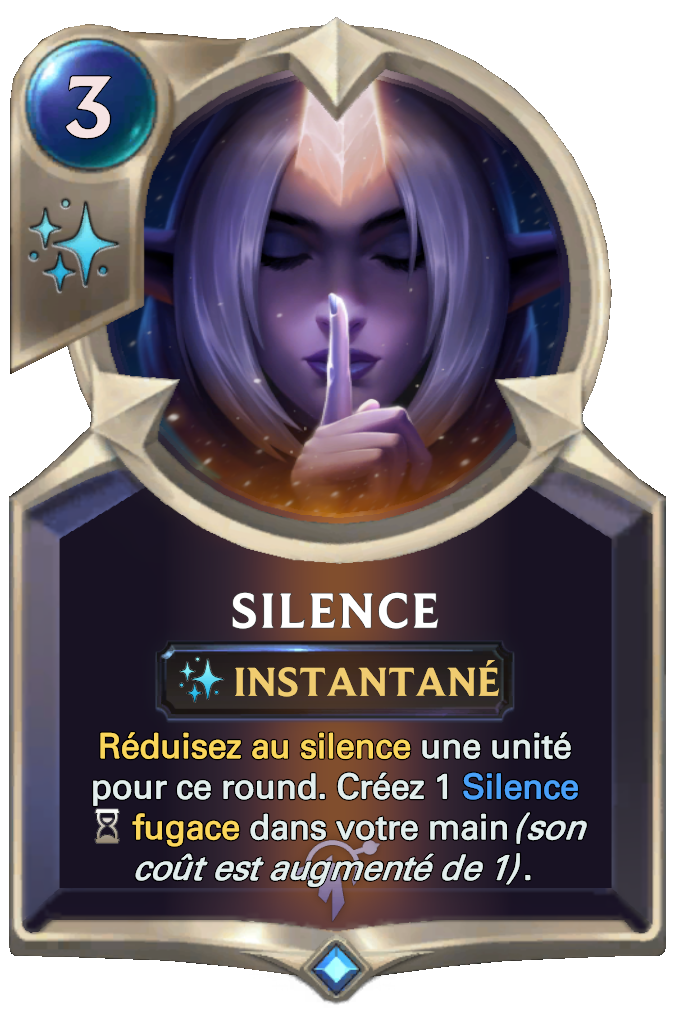 3
SILENCE
INSTANTANÉ
Réduisez au silence une unité
pour ce round. Créez 1 Silence
fugace dans votre main (son
coût est augmenté de 1).